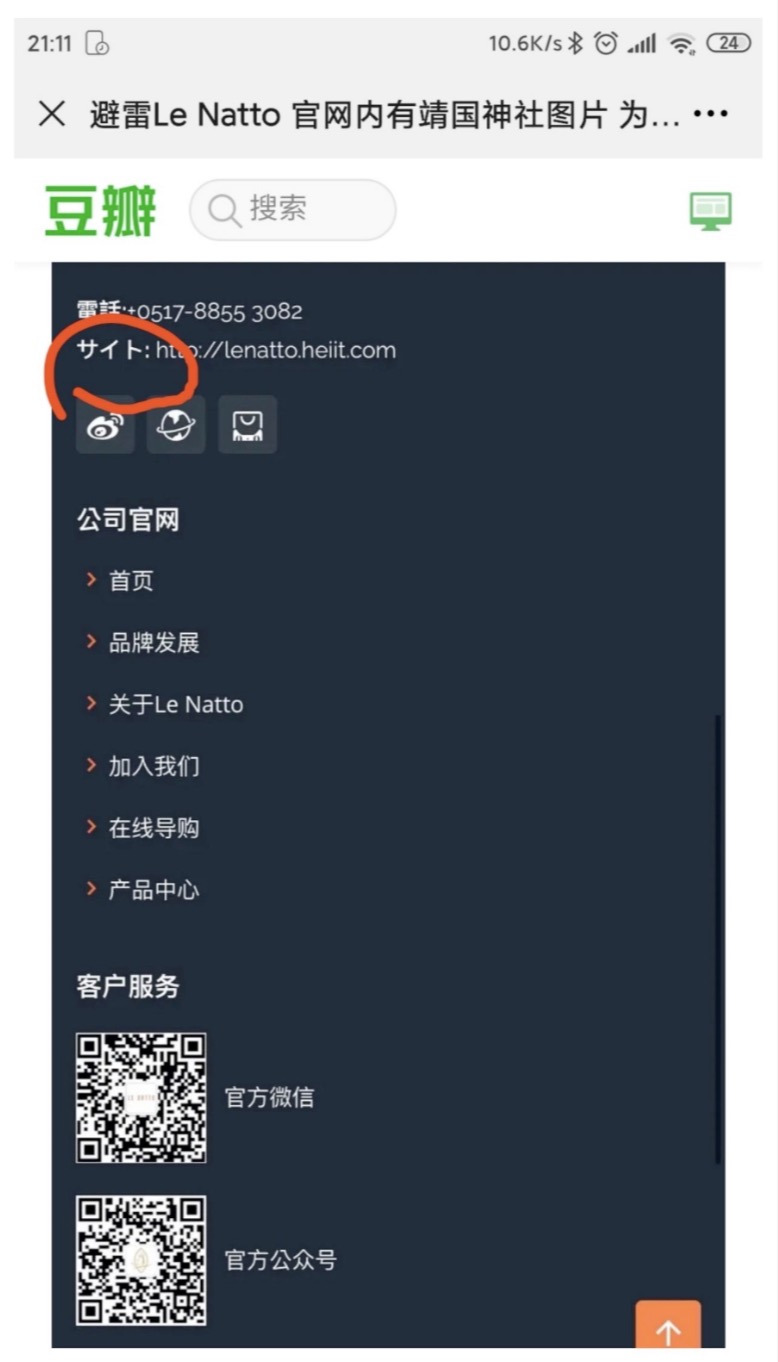 21:11 10.6K/s 24
避雷Le Natto 官网内有靖国神社图片 为...
豆瓣 搜索
電話:+0517-8855 3082
サイト: http://lenatto.heiit.com
公司官网
首页
品牌发展
关于Le Natto
加入我们
在线导购
产品中心
客户服务
官方微信
官方公众号